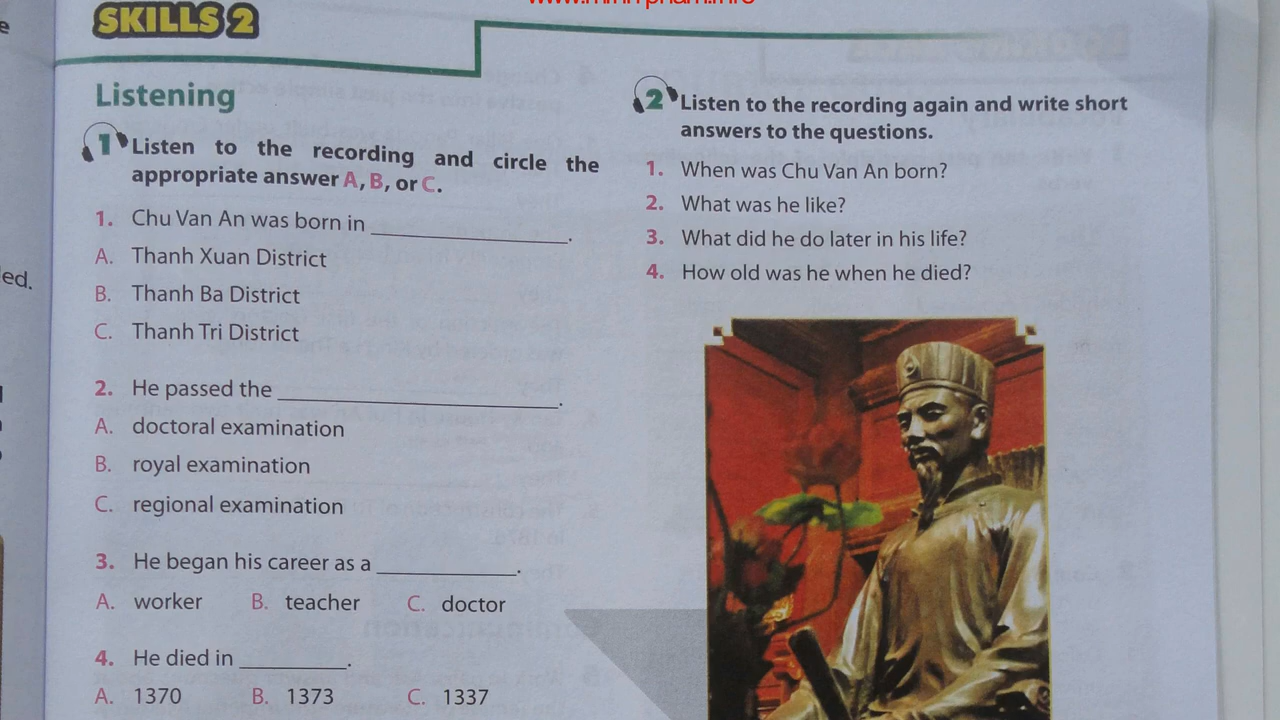 SKILLS 2
Listening
1 Listen to the recording and circle the
appropriate answer A, B, or C.
1. Chu Van An was born in ____________.
A. Thanh Xuan District
B. Thanh Ba District
C. Thanh Tri District
2. He passed the ____________.
A. doctoral examination
B. royal examination
C. regional examination
3. He began his career as a ____________.
A. worker B. teacher C. doctor
4. He died in ____________.
A. 1370 B. 1373 C. 1337
2 Listen to the recording again and write short
answers to the questions.
1. When was Chu Van An born?
2. What was he like?
3. What did he do later in his life?
4. How old was he when he died?
ed.